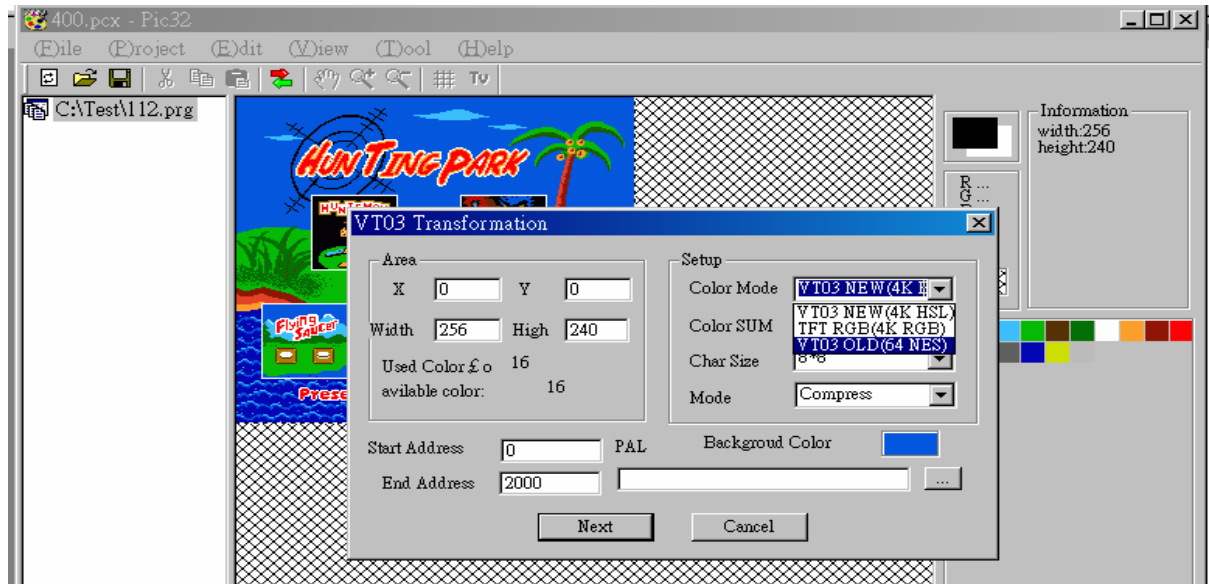 400.pcx - Pic32
(F)ile (P)roject (E)dit (V)iew (T)ool (H)elp
TV
C:\Test\112.prg
HUNTING PARK
Information
width:256
height:240
R ...
G ...
VT03 Transformation
Area
X 0 Y 0
Width 256 High 240
Used Color£o 16
avilable color: 16
Setup
Color Mode VT03 NEW(4K
VT03 NEW(4K HSL)
TFT RGB(4K RGB)
VT03 OLD(64 NES)
Color SUM
Char Size 8*8
Mode Compress
Flying Saucer
Prese
Start Address 0 PAL
Backgroud Color
End Address 2000 ...
Next Cancel